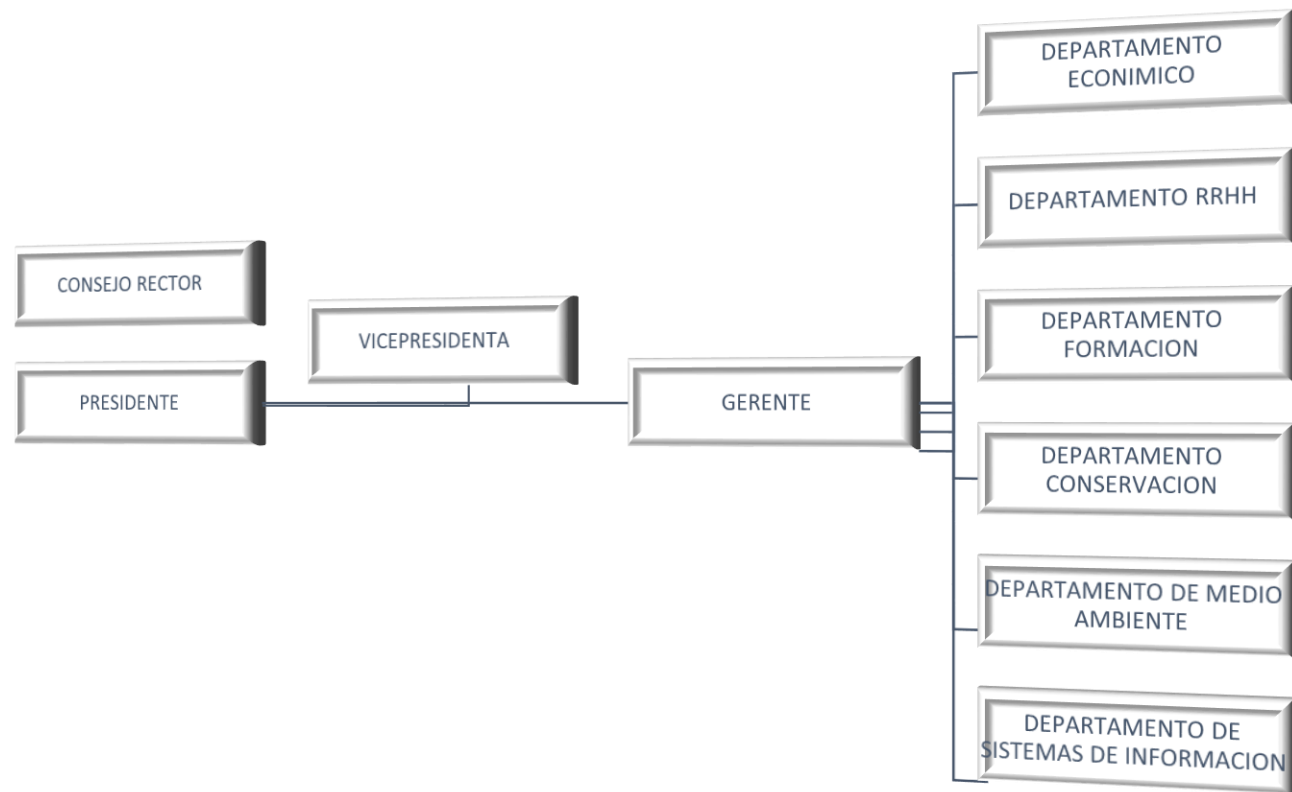 CONSEJO RECTOR
PRESIDENTE
VICEPRESIDENTA
GERENTE
DEPARTAMENTO
ECONIMICO
DEPARTAMENTO RRHH
DEPARTAMENTO
FORMACION
DEPARTAMENTO
CONSERVACION
DEPARTAMENTO DE MEDIO
AMBIENTE
DEPARTAMENTO DE
SISTEMAS DE INFORMACION